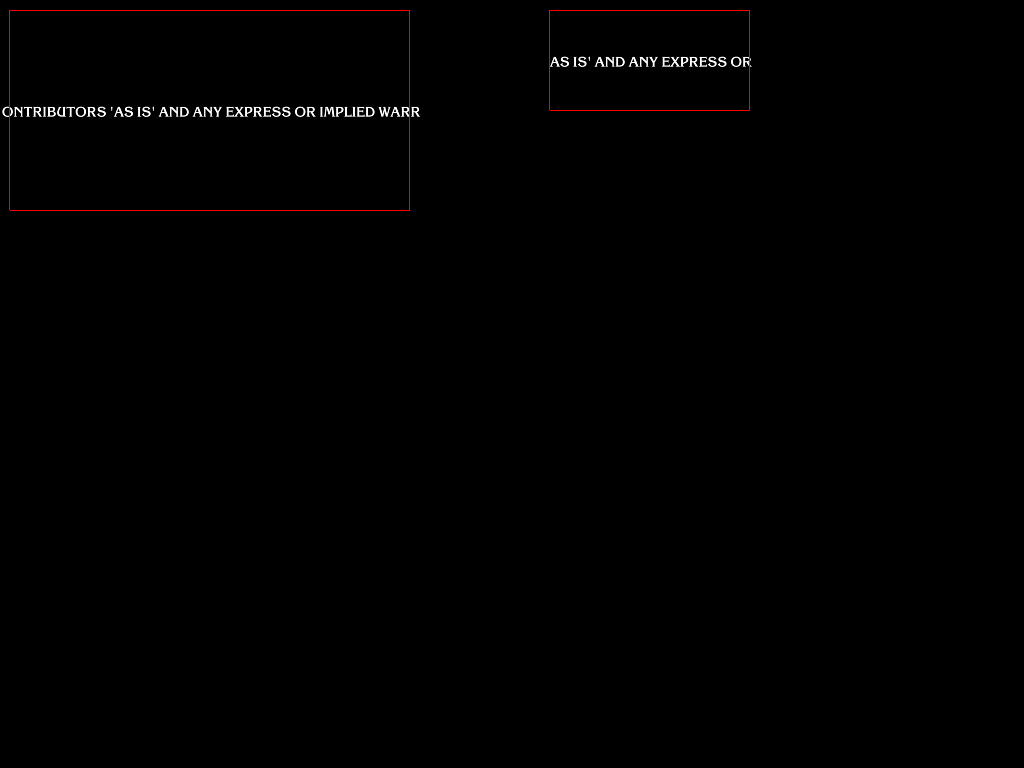 ONTRIBUTORS 'AS IS' AND ANY EXPRESS OR IMPLIED WARR
AS IS' AND ANY EXPRESS OR